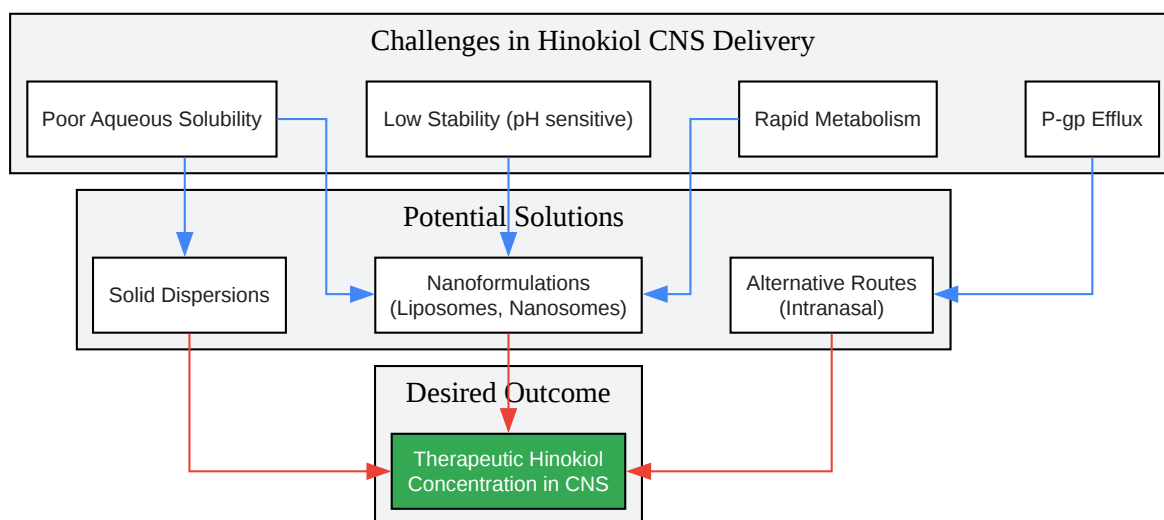 Challenges in Hinokiol CNS Delivery
Poor Aqueous Solubility
Low Stability (pH sensitive)
Rapid Metabolism
P-gp Efflux
Potential Solutions
Solid Dispersions
Nanoformulations
(Liposomes, Nanosomes)
Alternative Routes
(Intranasal)
Desired Outcome
Therapeutic Hinokiol
Concentration in CNS